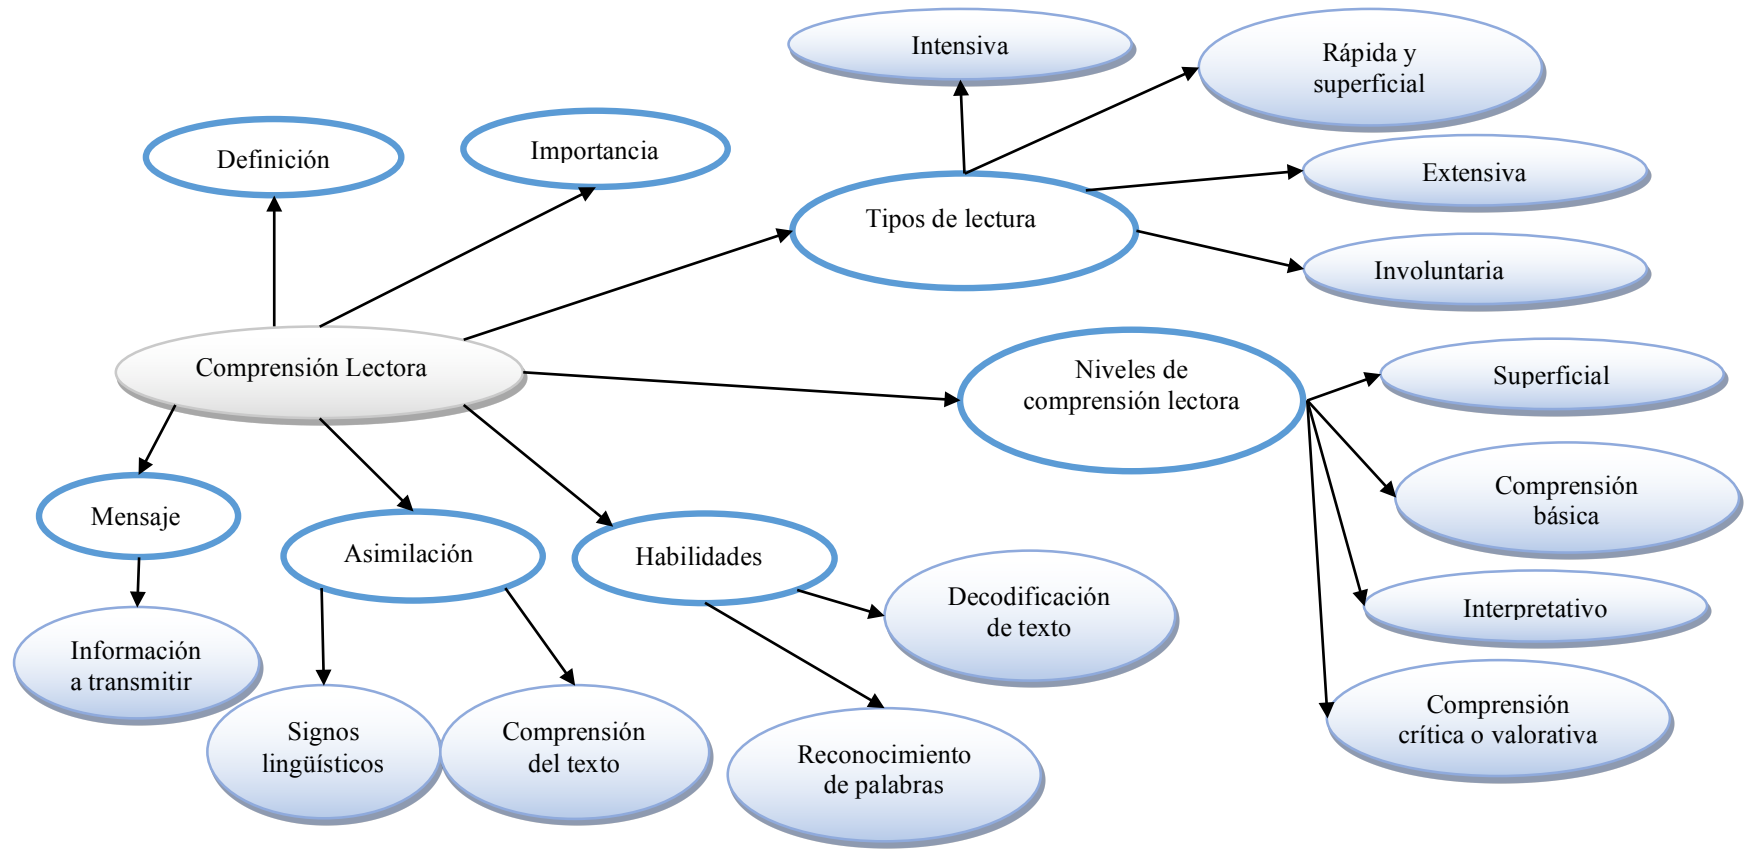 Intensiva
Rápida y
superficial
Definición
Importancia
Extensiva
Tipos de lectura
Involuntaria
Comprensión Lectora
Niveles de
comprensión lectora
Superficial
Comprensión
básica
Mensaje
Asimilación
Habilidades
Decodificación
de texto
Interpretativo
Información
a transmitir
Signos
lingüísticos
Comprensión
del texto
Reconocimiento
de palabras
Comprensión
crítica o valorativa